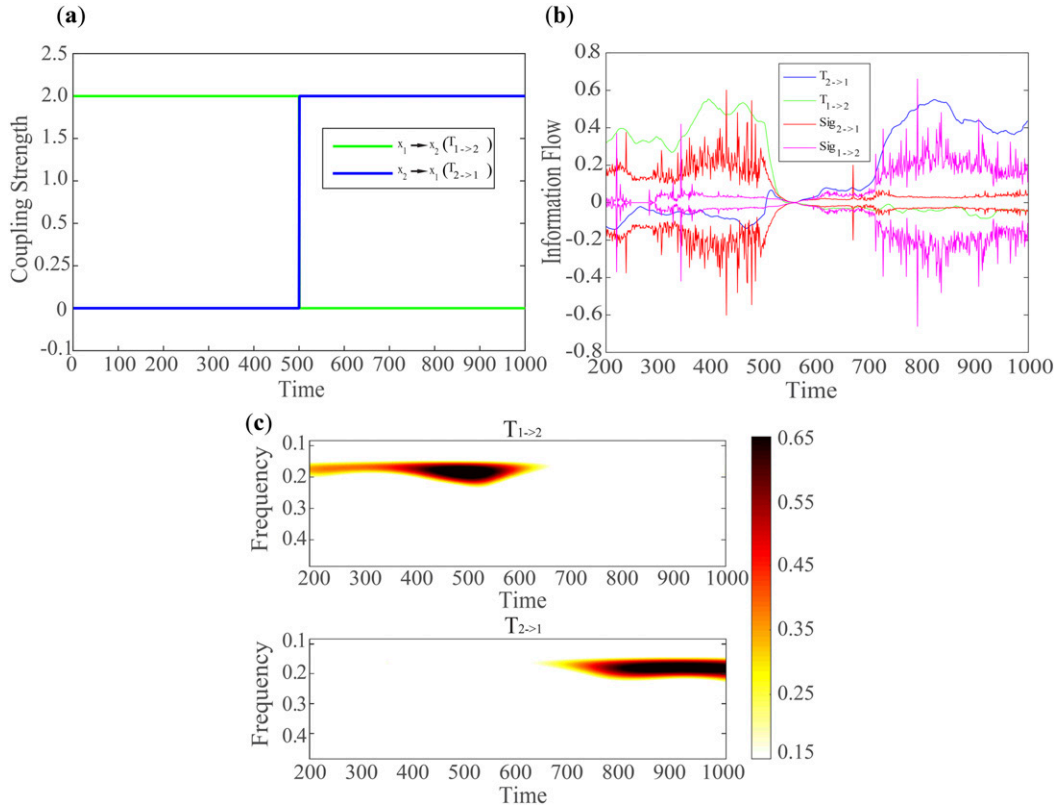 (a)
2.5
2.0
1.5
1.0
2.25
0
-0.1
0 100 200 300 400 500 600 700 800 900 1000
Time
Coupling Strength
x1 → x2 (T1->2)
x2 → x1 (T2->1)
(b)
0.8
0.6
0.4
0.2
0
-0.2
-0.4
-0.6
-0.8
200 300 400 500 600 700 800 900 1000
Time
Information Flow
T2->1
T1->2
Sig2->1
Sig1->2
(c)
T1->2
0.1
0.2
0.3
0.4
Frequency
200 300 400 500 600 700 800 900 1000
Time
T2->1
0.1
0.2
0.3
0.4
Frequency
200 300 400 500 600 700 800 900 1000
Time
0.65
0.55
0.45
0.35
0.25
0.15